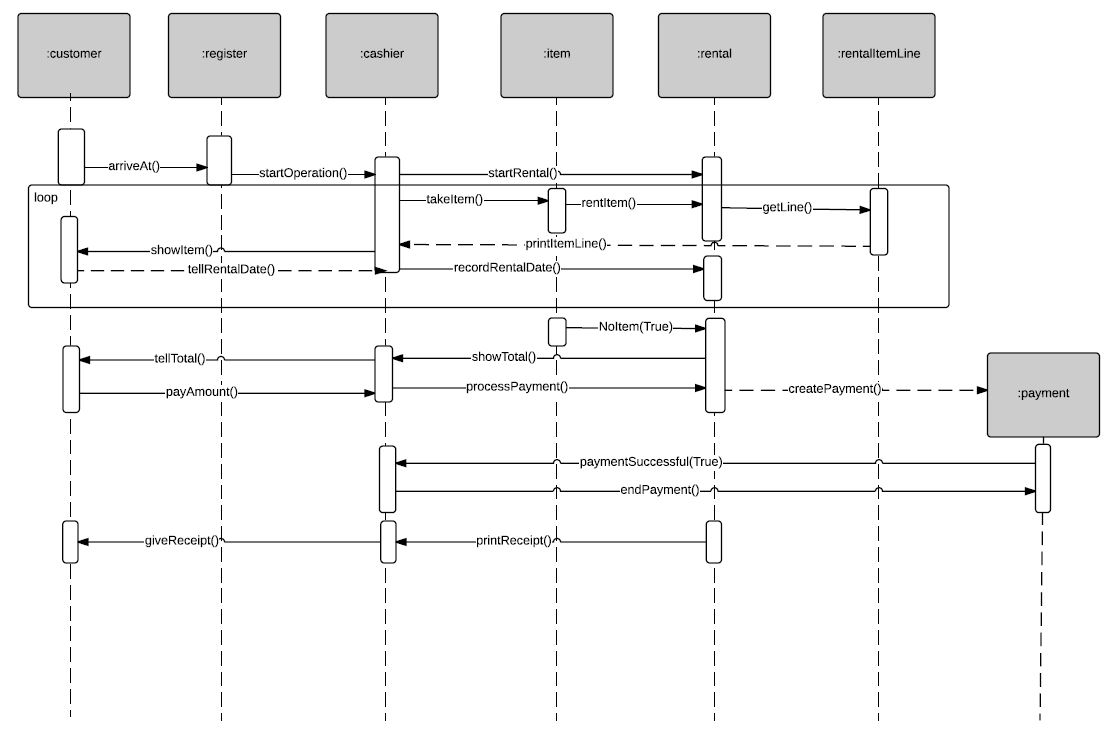 :customer
:register
:cashier
:item
:rental
:rentalItemLine
arriveAt()
startOperation()
startRental()
loop
takeItem()
rentItem()
getLine()
showItem()
printItemLine()
tellRentalDate()
recordRentalDate()
NoItem(True)
tellTotal()
showTotal()
payAmount()
processPayment()
createPayment()
:payment
paymentSuccessful(True)
endPayment()
giveReceipt()
printReceipt()